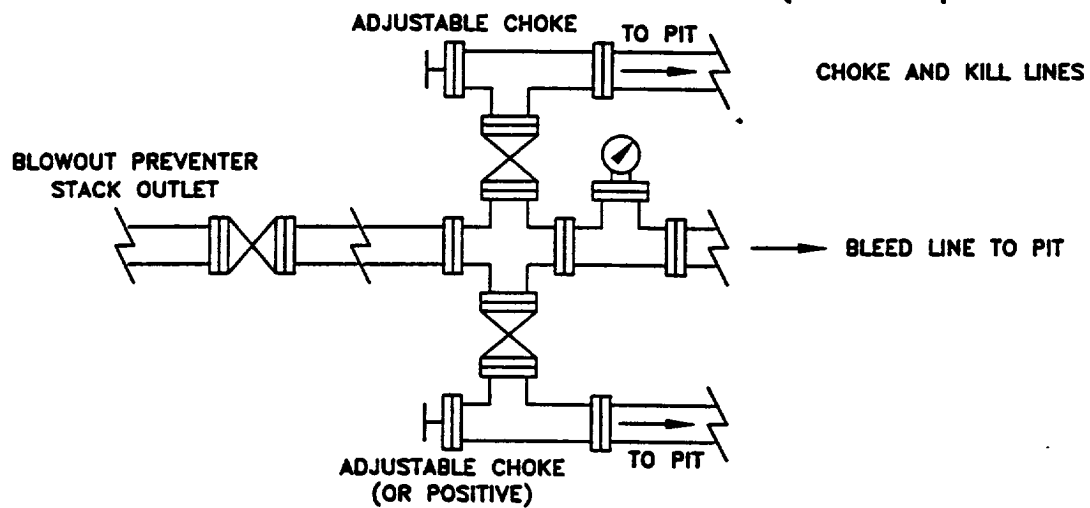 ADJUSTABLE CHOKE
TO PIT
CHOKE AND KILL LINES
BLOWOUT PREVENTER
STACK OUTLET
BLEED LINE TO PIT
ADJUSTABLE CHOKE
(OR POSITIVE)
TO PIT